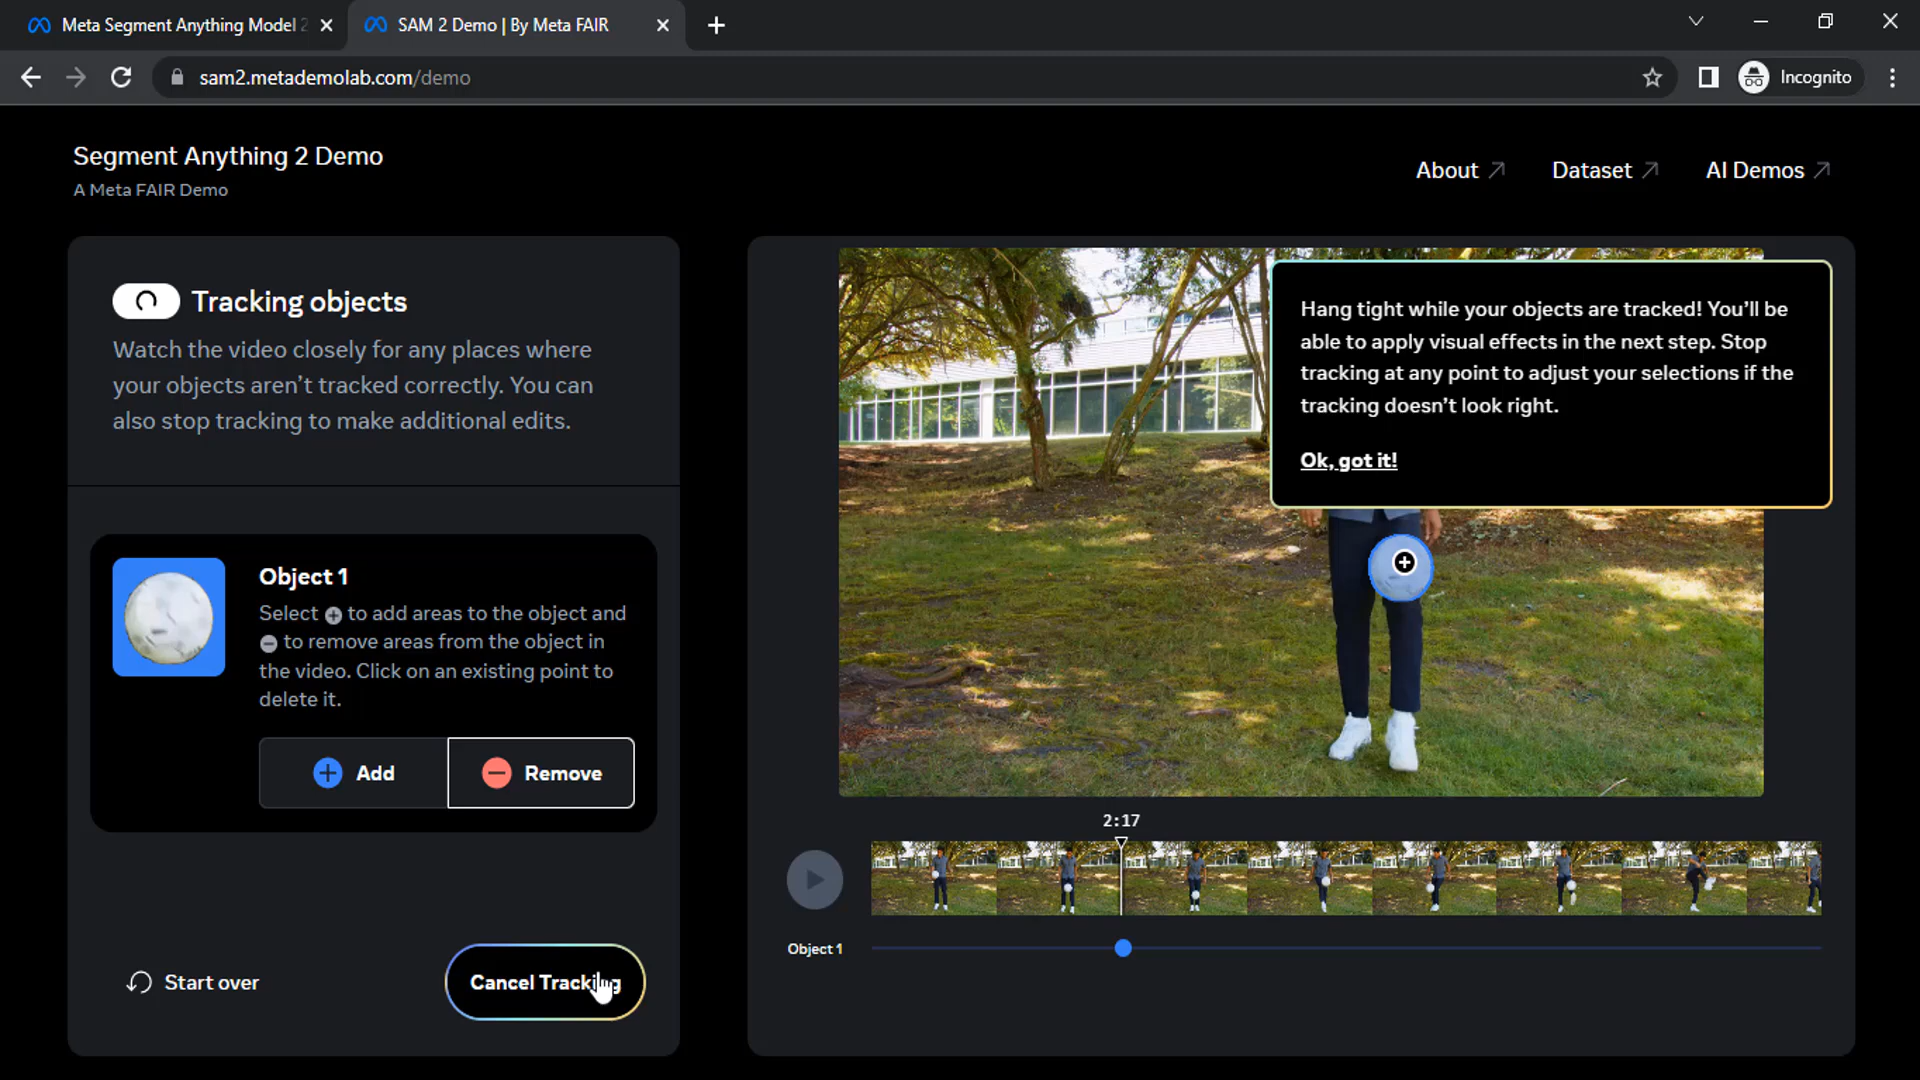 Meta Segment Anything Model 2
SAM 2 Demo | By Meta FAIR
sam2.metademolab.com/demo
Incognito
Segment Anything 2 Demo
A Meta FAIR Demo
About
Dataset
AI Demos
Tracking objects
Watch the video closely for any places where
your objects aren’t tracked correctly. You can
also stop tracking to make additional edits.
Object 1
Select + to add areas to the object and
− to remove areas from the object in
the video. Click on an existing point to
delete it.
Add
Remove
Start over
Cancel Tracking
Hang tight while your objects are tracked! You’ll be
able to apply visual effects in the next step. Stop
tracking at any point to adjust your selections if the
tracking doesn’t look right.
Ok, got it!
2:17
Object 1